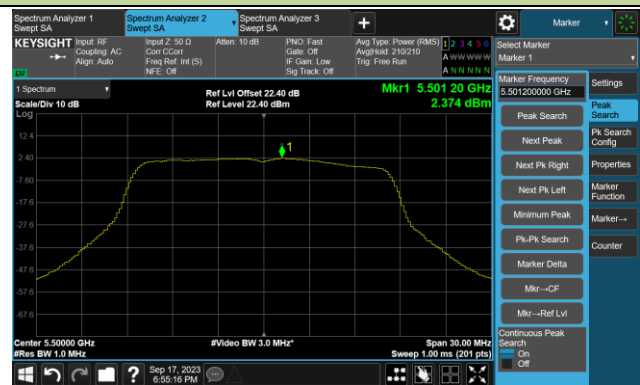 Spectrum Analyzer 1
Swept SA
Spectrum Analyzer 2
Swept SA
Spectrum Analyzer 3
Swept SA
Marker
KEYSIGHT
Input: RF
Coupling: AC
Align: Auto
Input Z: 50 Ω
Corr CCorr
Freq Ref: Int (S)
NFE: Off
Atten: 10 dB
PNO: Fast
Gate: Off
IF Gain: Low
Sig Track: Off
Avg Type: Power (RMS)
Avg|Hold: 210/210
Trig: Free Run
1 2 3 4 5 6
A W W W W W
A N N N N N
Select Marker
Marker 1
LXI
1 Spectrum
Scale/Div 10 dB
Log
Ref Lvl Offset 22.40 dB
Ref Level 22.40 dBm
Mkr1 5.501 20 GHz
2.374 dBm
12.4
2.40
-7.60
-17.6
-27.6
-37.6
-47.6
-57.6
-67.6
1
Center 5.50000 GHz
#Res BW 1.0 MHz
#Video BW 3.0 MHz*
Span 30.00 MHz
Sweep 1.00 ms (201 pts)
Marker Frequency
5.501200000 GHz
Peak Search
Next Peak
Next Pk Right
Next Pk Left
Minimum Peak
Pk-Pk Search
Marker Delta
Mkr→CF
Mkr→Ref Lvl
Continuous Peak
Search
On
Off
Settings
Peak
Search
Pk Search
Config
Properties
Marker
Function
Marker→
Counter
Sep 17, 2023
6:55:16 PM